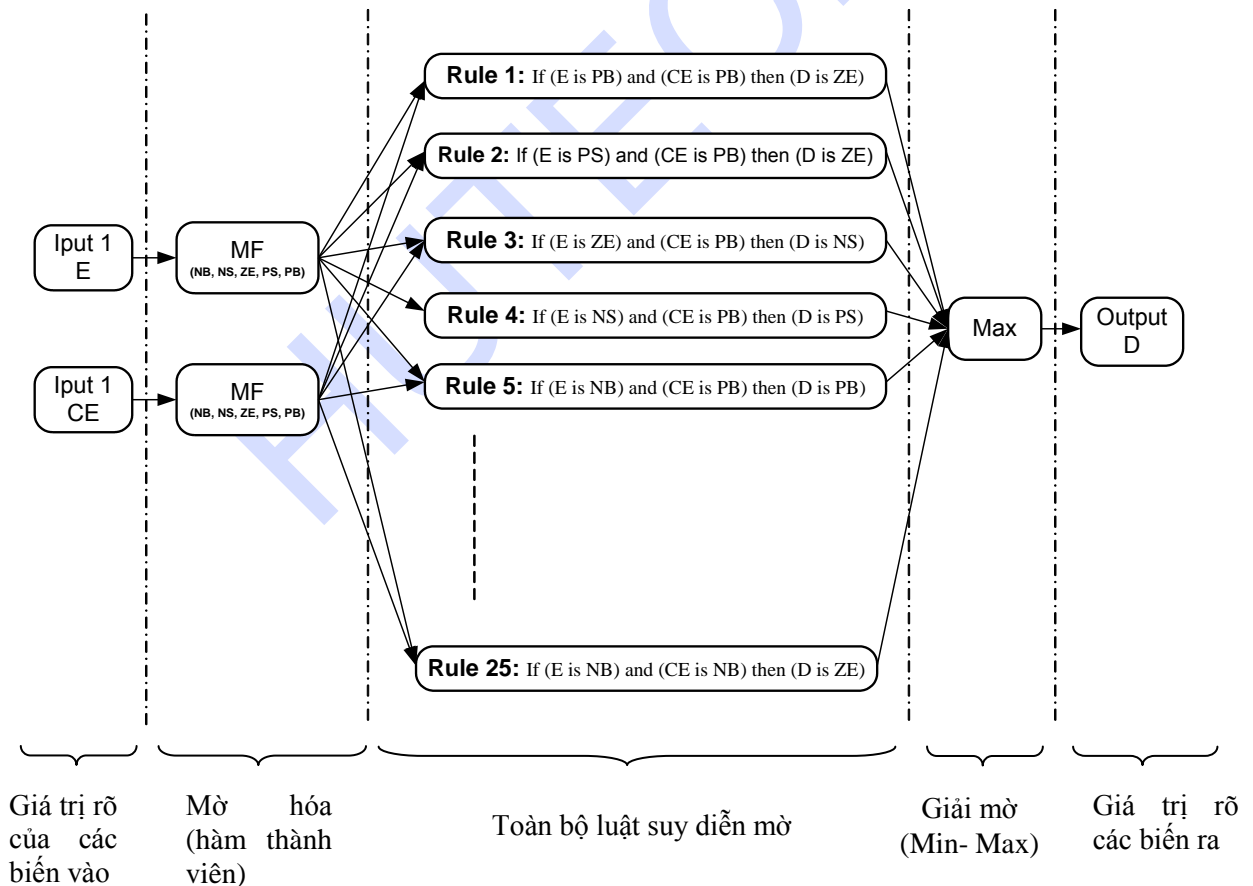 Rule 1: If (E is PB) and (CE is PB) then (D is ZE)
Rule 2: If (E is PS) and (CE is PB) then (D is ZE)
Iput 1
E
MF
(NB, NS, ZE, PS, PB)
Rule 3: If (E is ZE) and (CE is PB) then (D is NS)
Rule 4: If (E is NS) and (CE is PB) then (D is PS)
Max
Output
D
Iput 1
CE
MF
(NB, NS, ZE, PS, PB)
Rule 5: If (E is NB) and (CE is PB) then (D is PB)
Rule 25: If (E is NB) and (CE is NB) then (D is ZE)
Giá trị rõ
của các
biến vào
Mờ hóa
(hàm thành
viên)
Toàn bộ luật suy diễn mờ
Giải mờ
(Min- Max)
Giá trị rõ
các biến ra